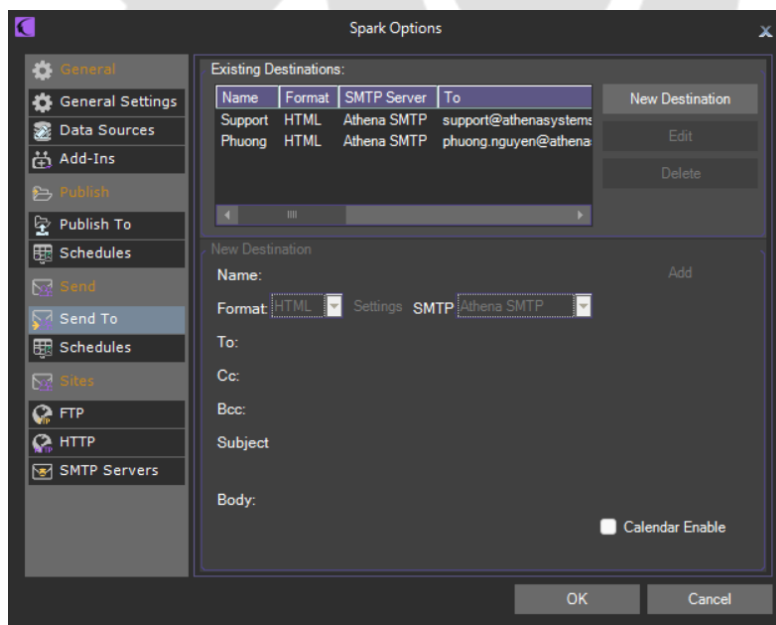 Spark Options
x
General
General Settings
Data Sources
Add-Ins
Publish
Publish To
Schedules
Send
Send To
Schedules
Sites
FTP
HTTP
SMTP Servers
Existing Destinations:
Name Format SMTP Server To
Support HTML Athena SMTP support@athenasystems
Phuong HTML Athena SMTP phuong.nguyen@athena
New Destination
Edit
Delete
New Destination
Name:
Add
Format: HTML Settings SMTP Athena SMTP
To:
Cc:
Bcc:
Subject
Body:
Calendar Enable
OK Cancel